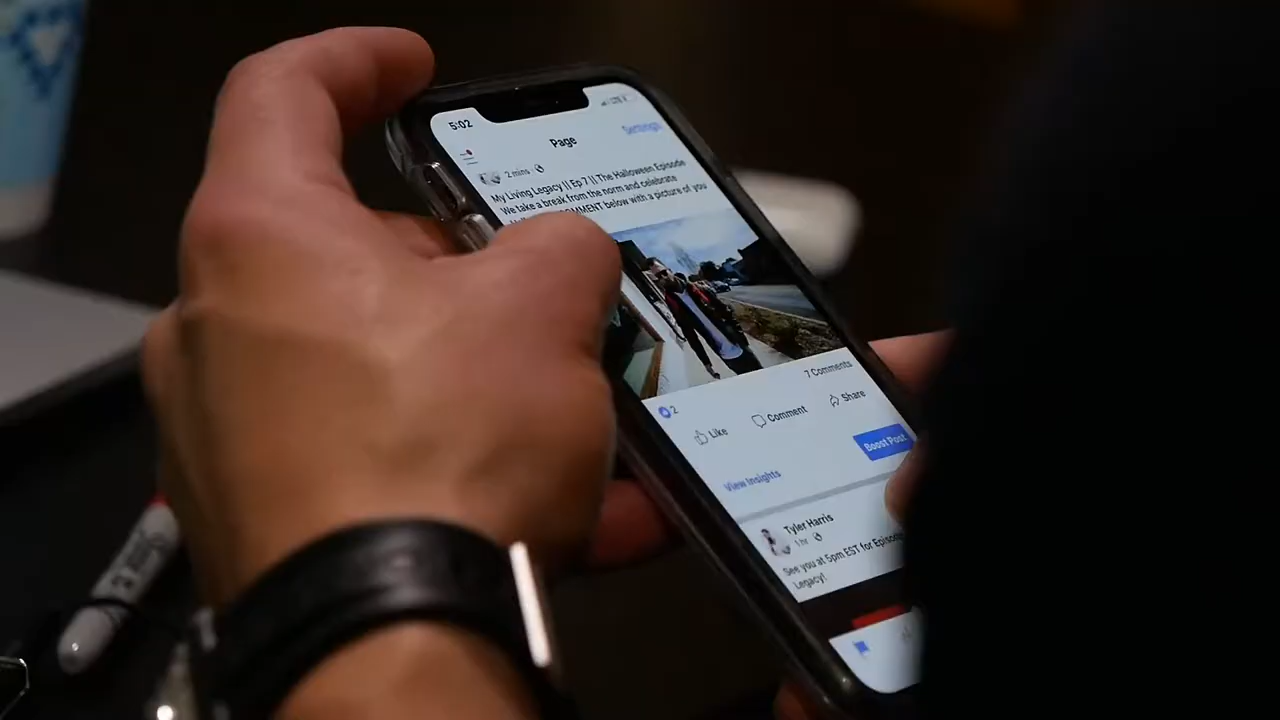 5:02
Page
Settings
2 mins
My Living Legacy || Ep 7 || The Halloween Episode
We take a break from the norm and celebrate
COMMENT below with a picture of you
7 Comments
2
Like
Comment
Share
Boost Post
View Insights
Tyler Harris
1 hr
See you at 5pm EST for Episode
Legacy!